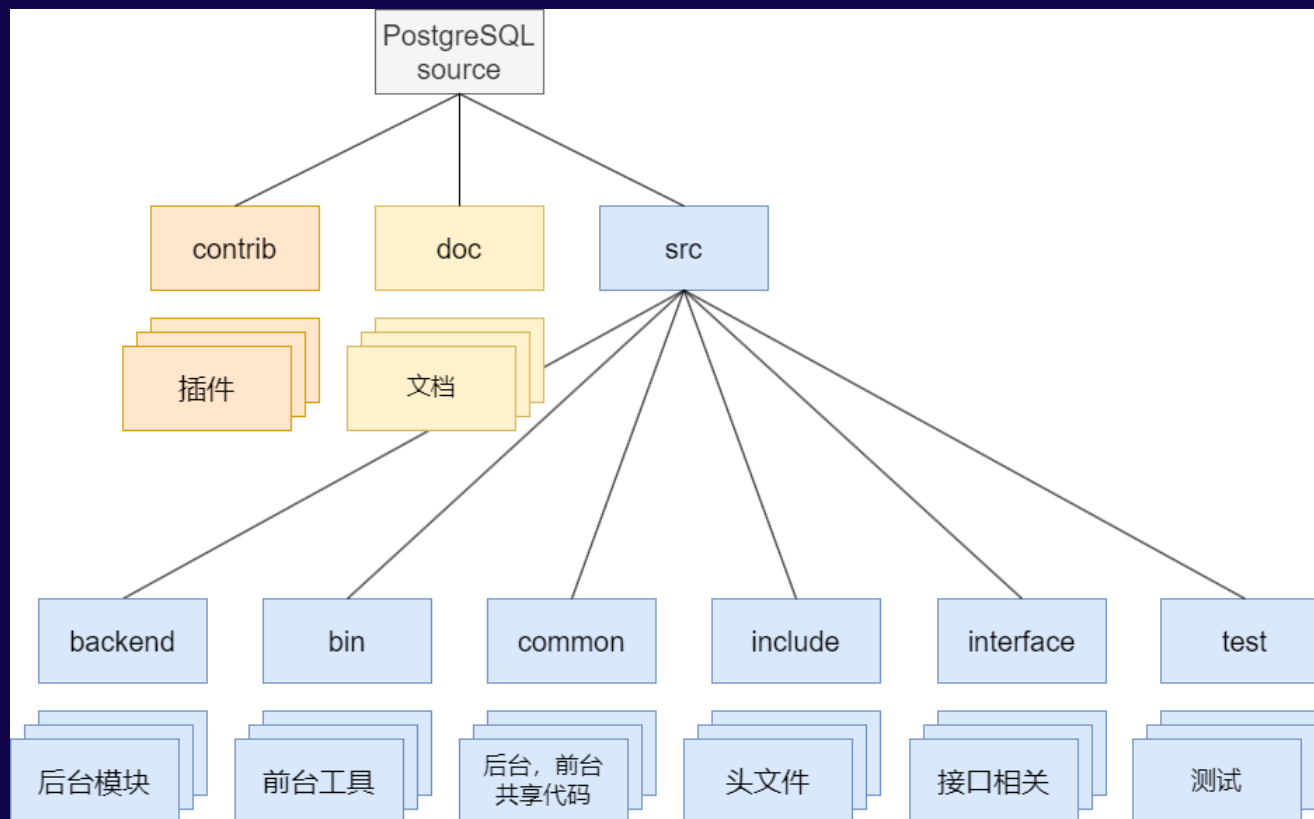 PostgreSQL
source
contrib
doc
src
插件
文档
backend
bin
common
include
interface
test
后台模块
前台工具
后台，前台
共享代码
头文件
接口相关
测试